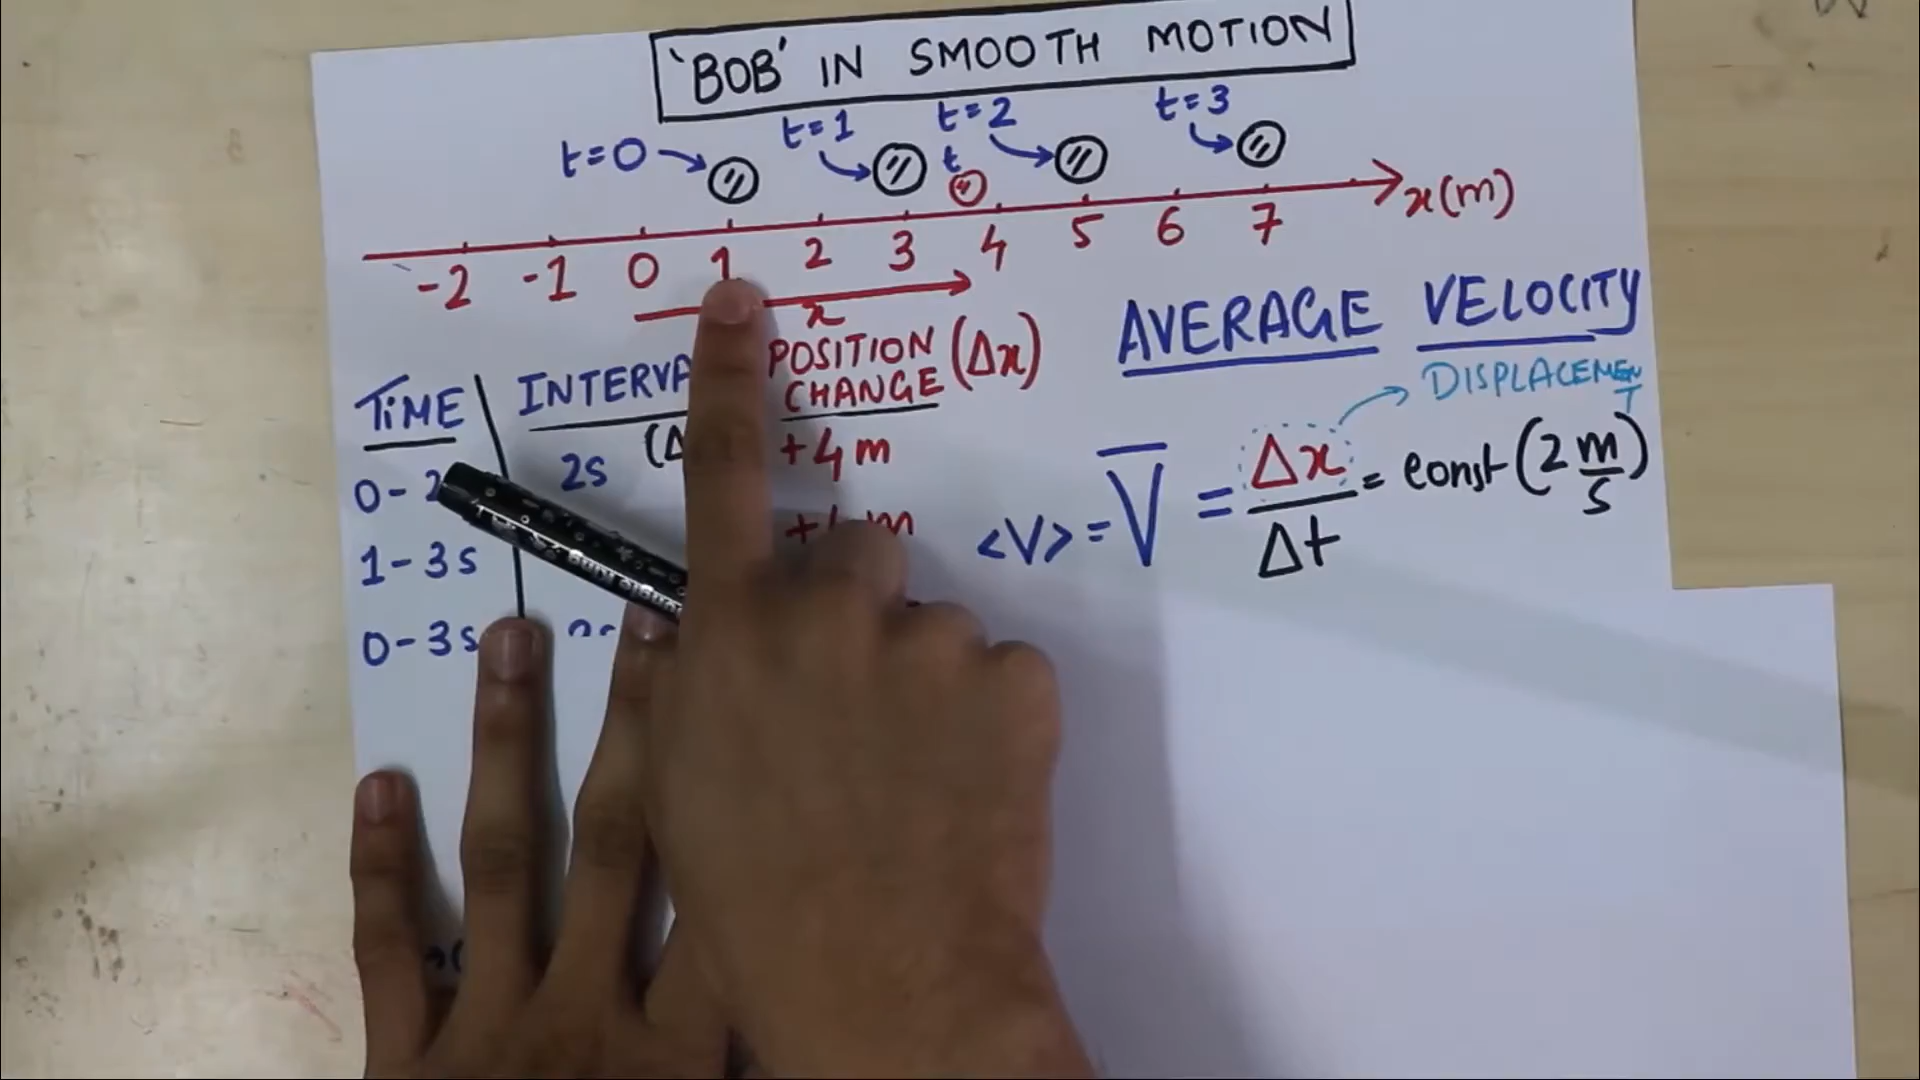 'BOB' IN SMOOTH MOTION
t=0 t=1 t=2 t=3
t
-2 -1 0 1 2 3 4 5 6 7 x(m)
x
AVERAGE VELOCITY
TIME INTERVA POSITION CHANGE (Δx)
DISPLACEMENT
0-2 2s (Δ +4m
<V> = V̅ = Δx/Δt = const (2 m/s)
1-3s
0-3s